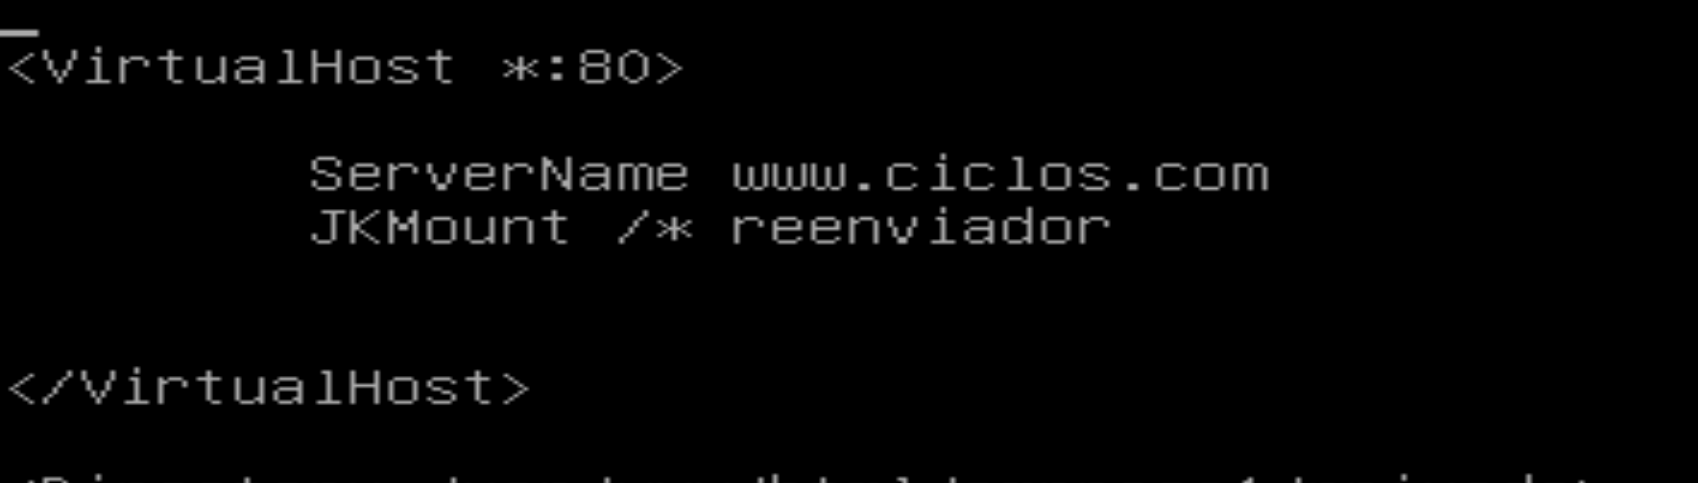 <VirtualHost *:80>
ServerName www.ciclos.com
JKMount /* reenviador
</VirtualHost>